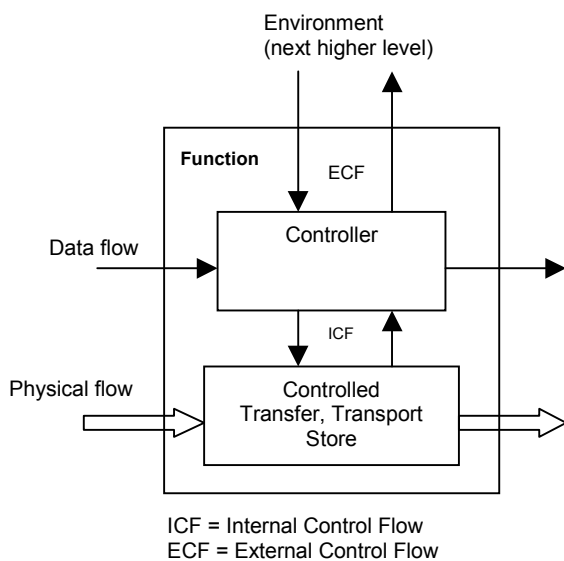 Environment
(next higher level)
Function
ECF
Controller
Data flow
ICF
Physical flow
Controlled
Transfer, Transport
Store
ICF = Internal Control Flow
ECF = External Control Flow